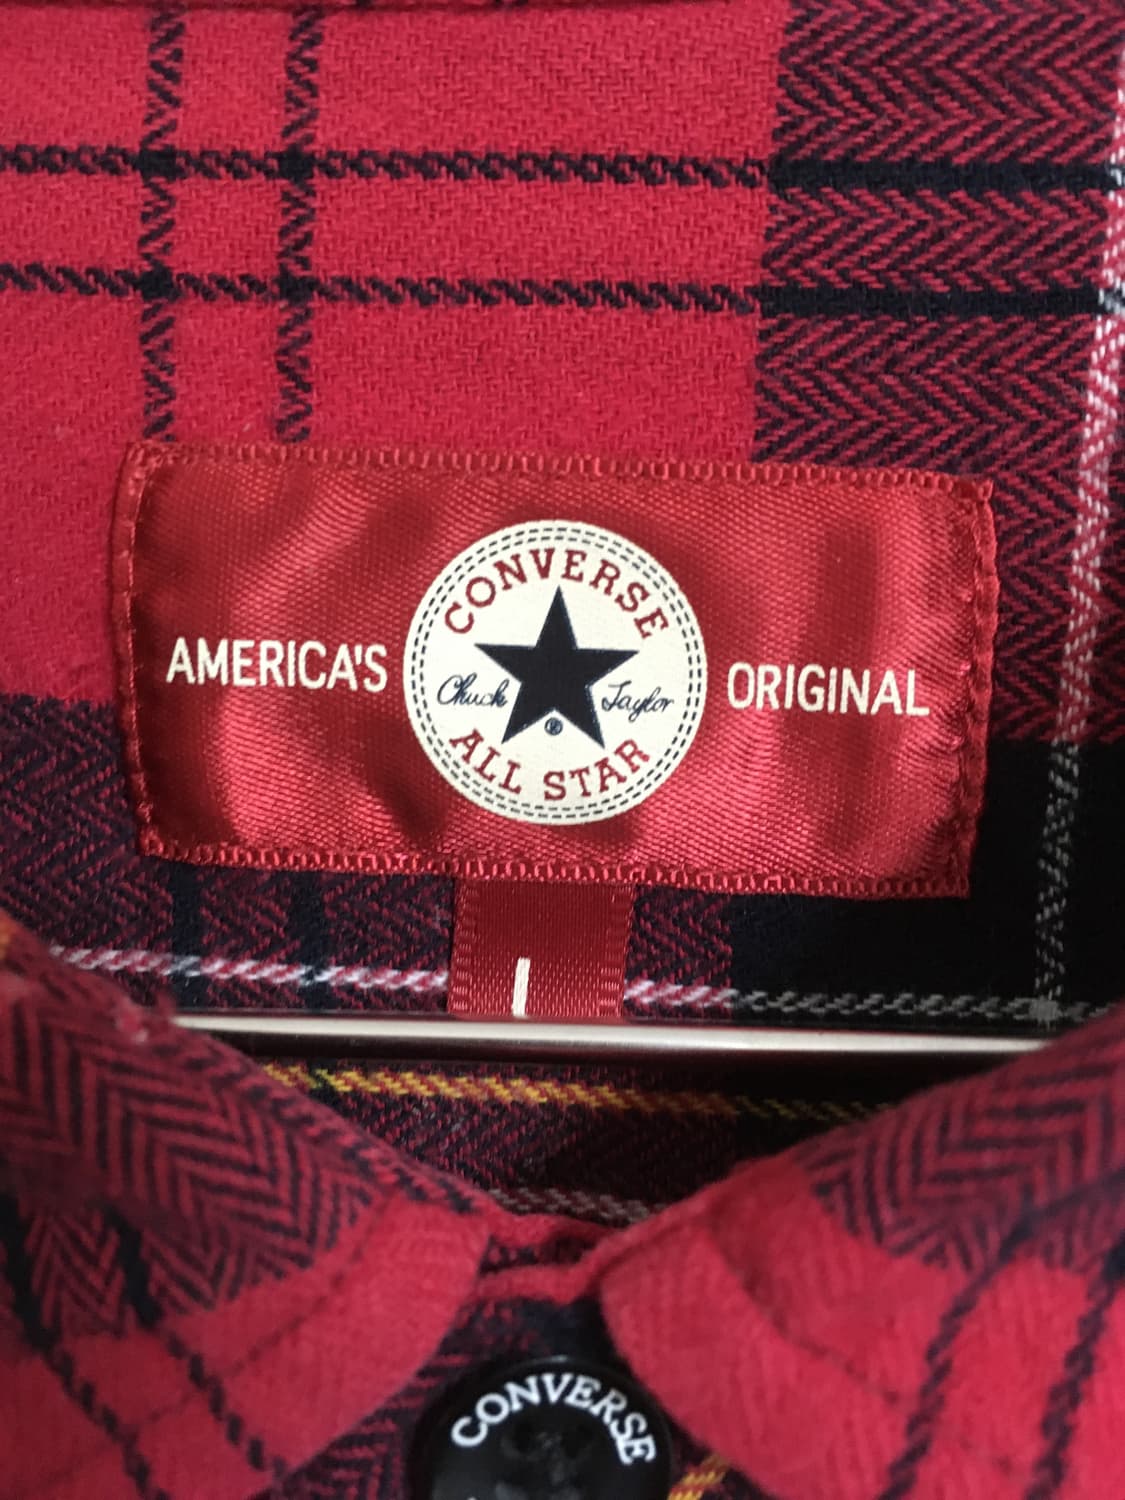 AMERICA'S
CONVERSE
Chuck Taylor
®
ALL STAR
ORIGINAL
CONVERSE